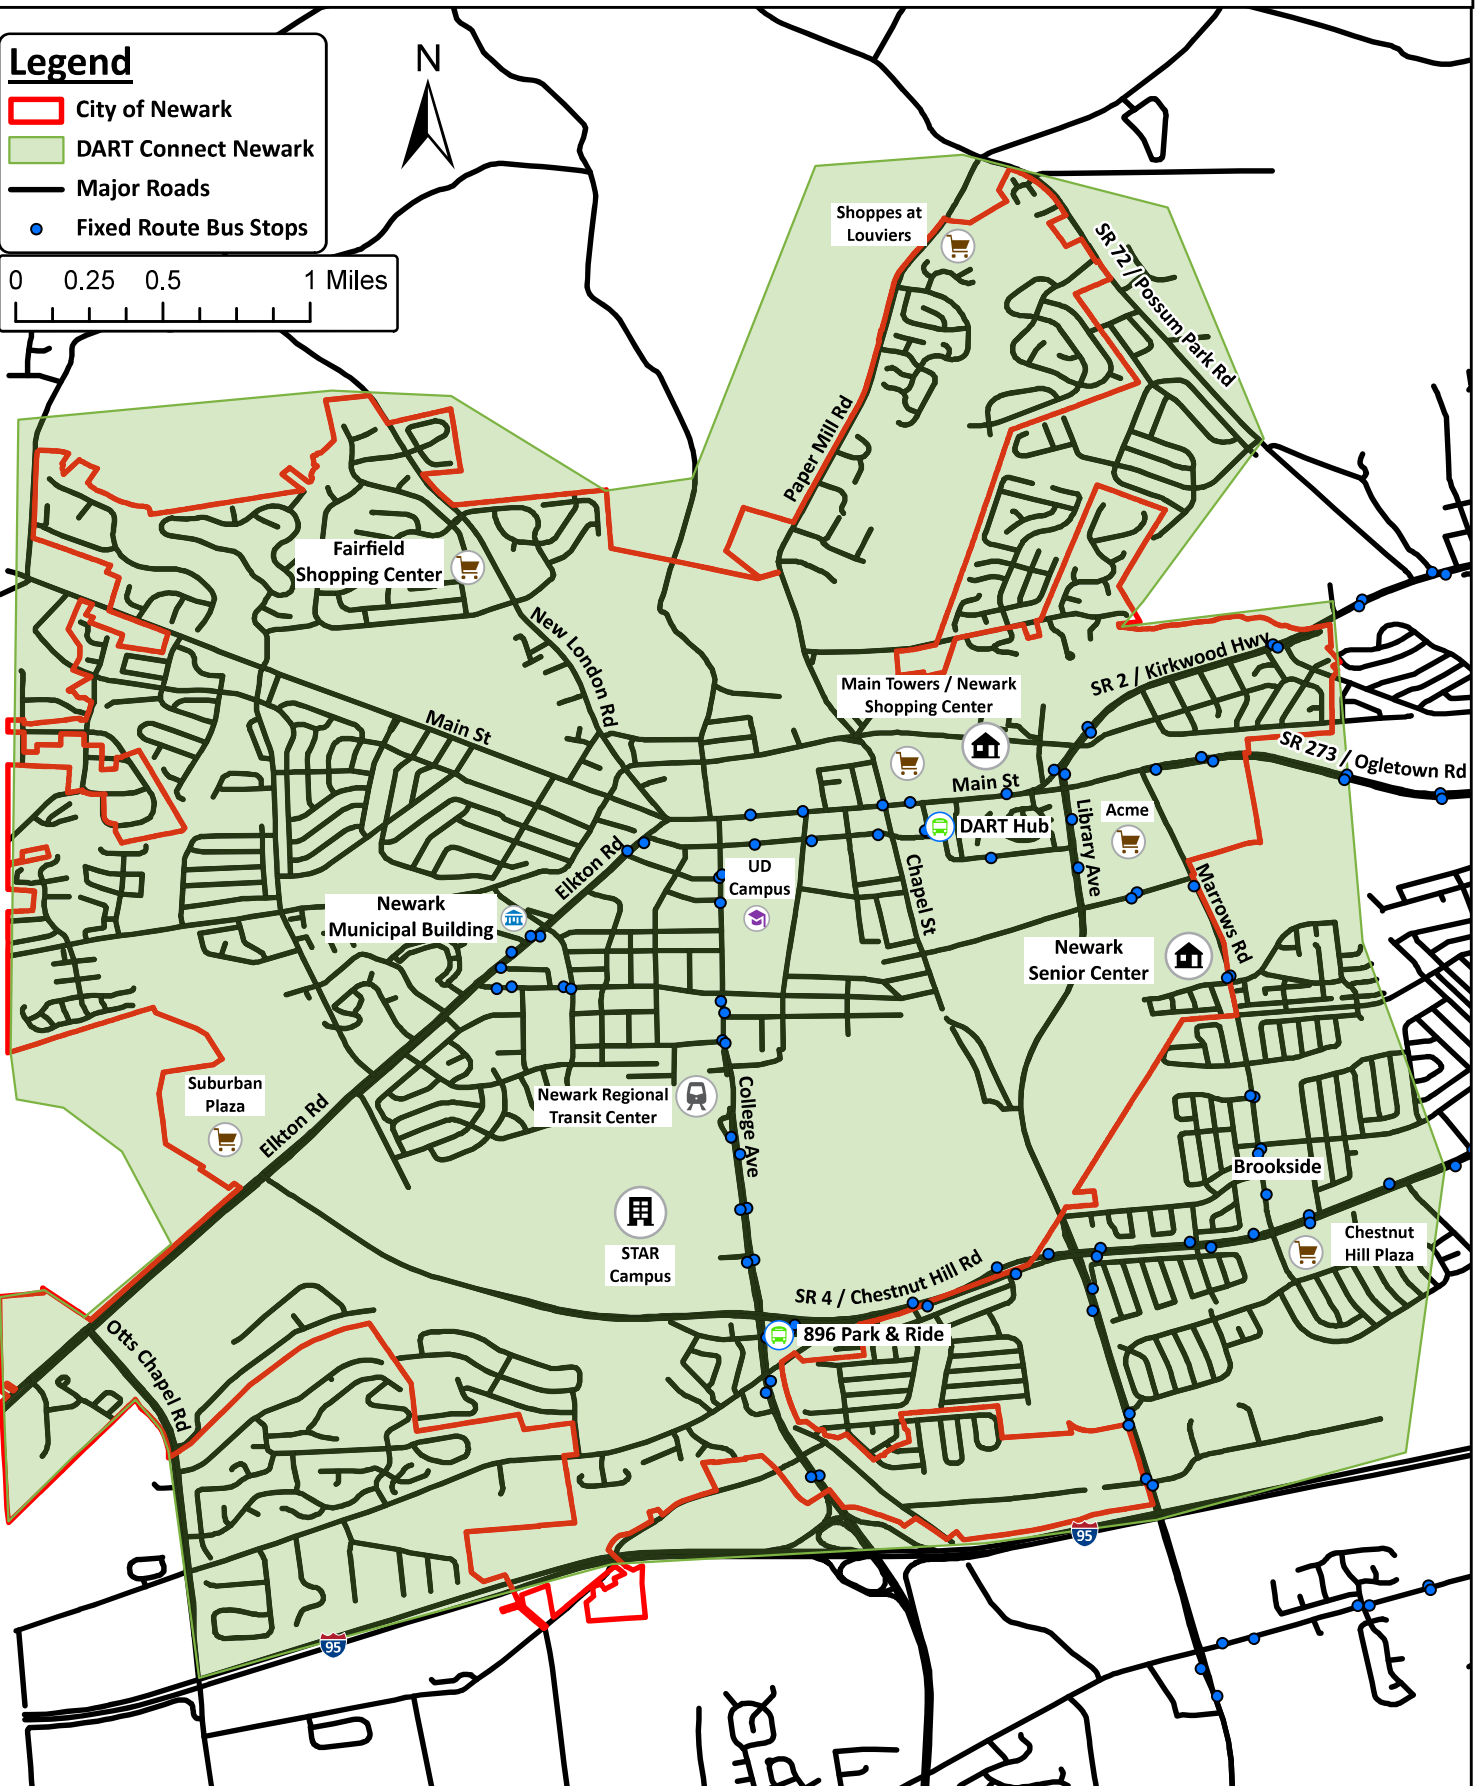 Legend
City of Newark
DART Connect Newark
Major Roads
Fixed Route Bus Stops
N
0 0.25 0.5 1 Miles
Shoppes at
Louviers
SR 72 / Possum Park Rd
Paper Mill Rd
Fairfield
Shopping Center
New London Rd
Main St
SR 2 / Kirkwood Hwy
Main Towers / Newark
Shopping Center
SR 273 / Ogletown Rd
Main St
DART Hub
Library Ave
Acme
Elkton Rd
UD
Campus
Chapel St
Marrows Rd
Newark
Municipal Building
Newark
Senior Center
Suburban
Plaza
Elkton Rd
Newark Regional
Transit Center
College Ave
Brookside
STAR
Campus
Chestnut
Hill Plaza
SR 4 / Chestnut Hill Rd
896 Park & Ride
Otts Chapel Rd
95
95